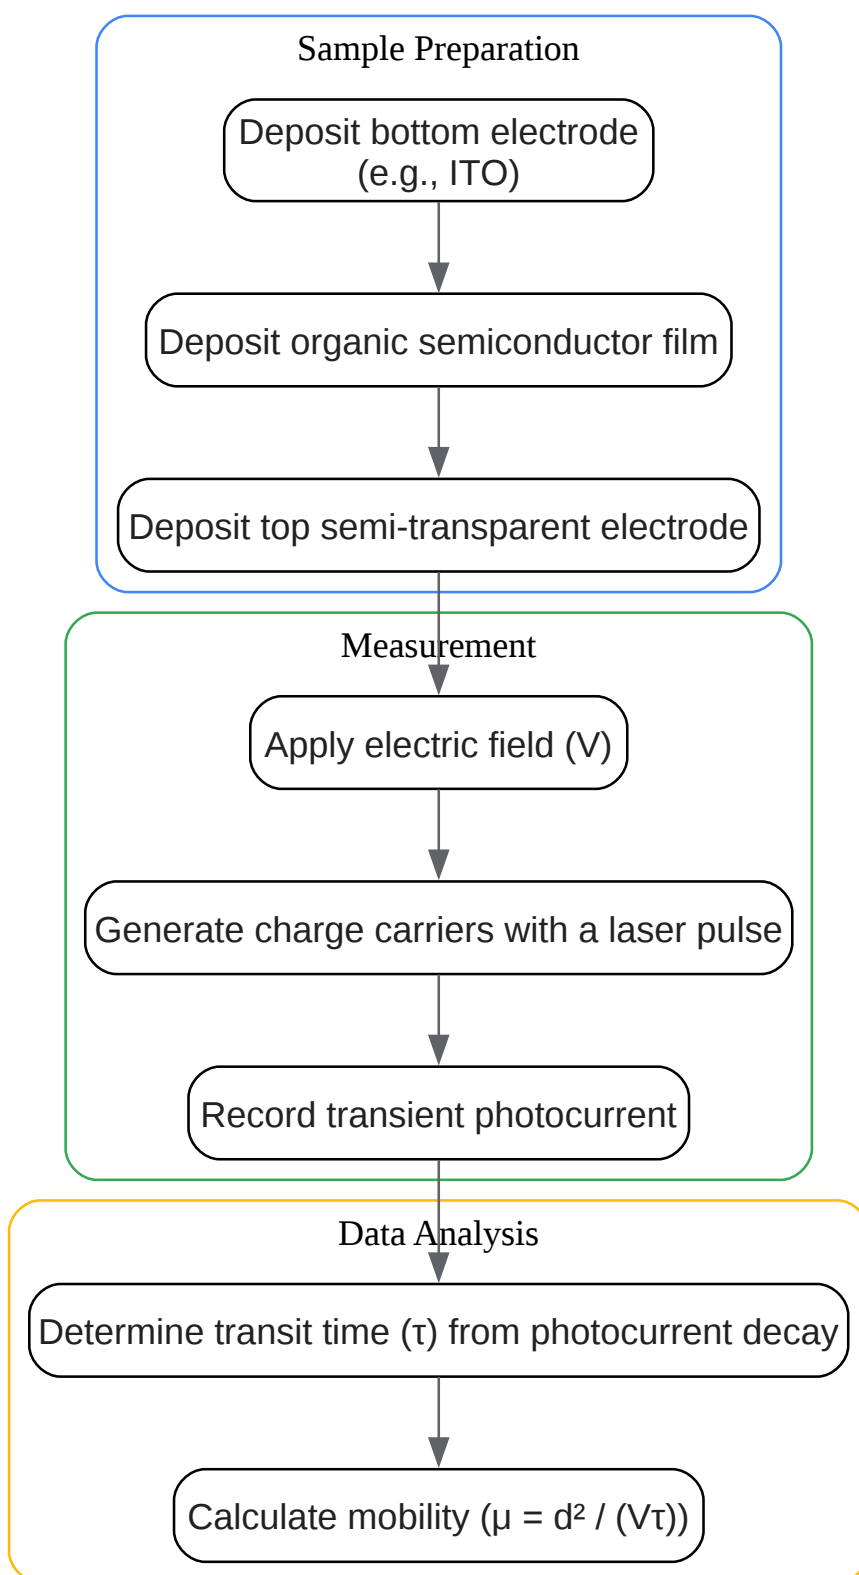 Sample Preparation
Deposit bottom electrode
(e.g., ITO)
Deposit organic semiconductor film
Deposit top semi-transparent electrode
Measurement
Apply electric field (V)
Generate charge carriers with a laser pulse
Record transient photocurrent
Data Analysis
Determine transit time (τ) from photocurrent decay
Calculate mobility (μ = d² / (Vτ))